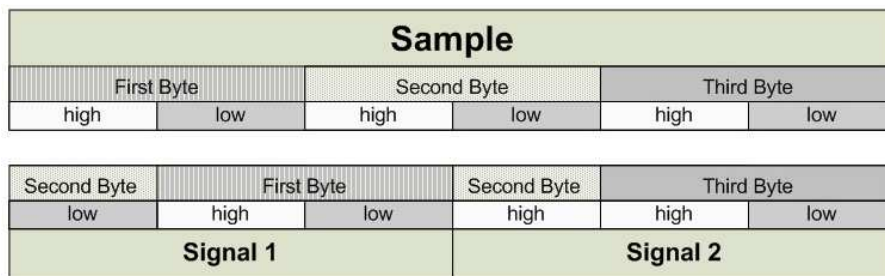 Sample
First Byte Second Byte Third Byte
high low high low high low
Second Byte First Byte Second Byte Third Byte
low high low high high low
Signal 1 Signal 2